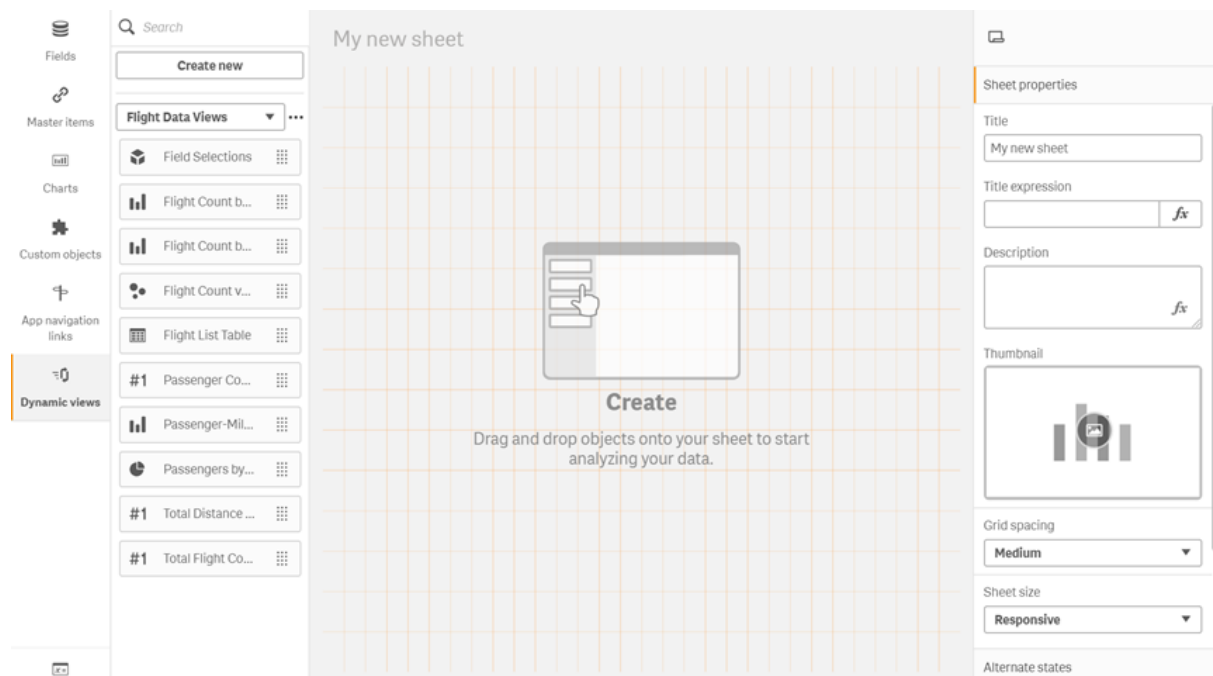 Fields
Master items
Charts
Custom objects
App navigation
links
Dynamic views
Search
Create new
Flight Data Views
Field Selections
Flight Count b...
Flight Count b...
Flight Count v...
Flight List Table
#1 Passenger Co...
Passenger-Mil...
Passengers by...
#1 Total Distance ...
#1 Total Flight Co...
My new sheet
Create
Drag and drop objects onto your sheet to start
analyzing your data.
Sheet properties
Title
My new sheet
Title expression
fx
Description
fx
Thumbnail
Grid spacing
Medium
Sheet size
Responsive
Alternate states